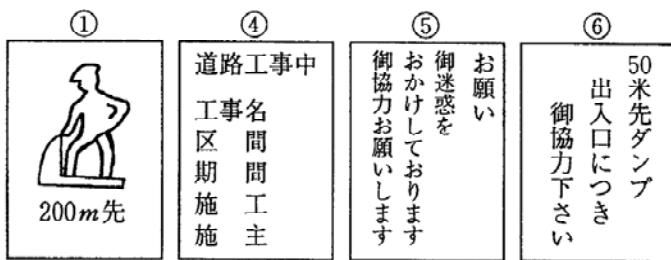 ①
200m先
④
道路工事中
工事名
区間
期間
施工
施主
⑤
お願い
御迷惑を
おかけしております
御協力お願いします
⑥
50米先ダンプ
出入口につき
御協力下さい